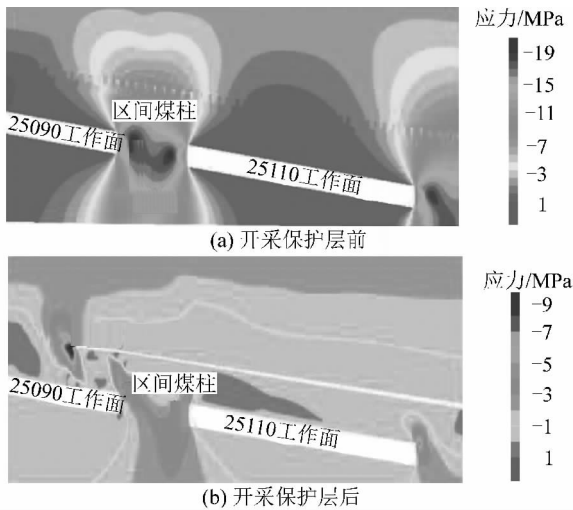 应力/MPa
-19
-15
-11
-7
-3
1
区间煤柱
25090工作面
25110工作面
(a) 开采保护层前
应力/MPa
-9
-7
-5
-3
-1
1
区间煤柱
25090工作面
25110工作面
(b) 开采保护层后